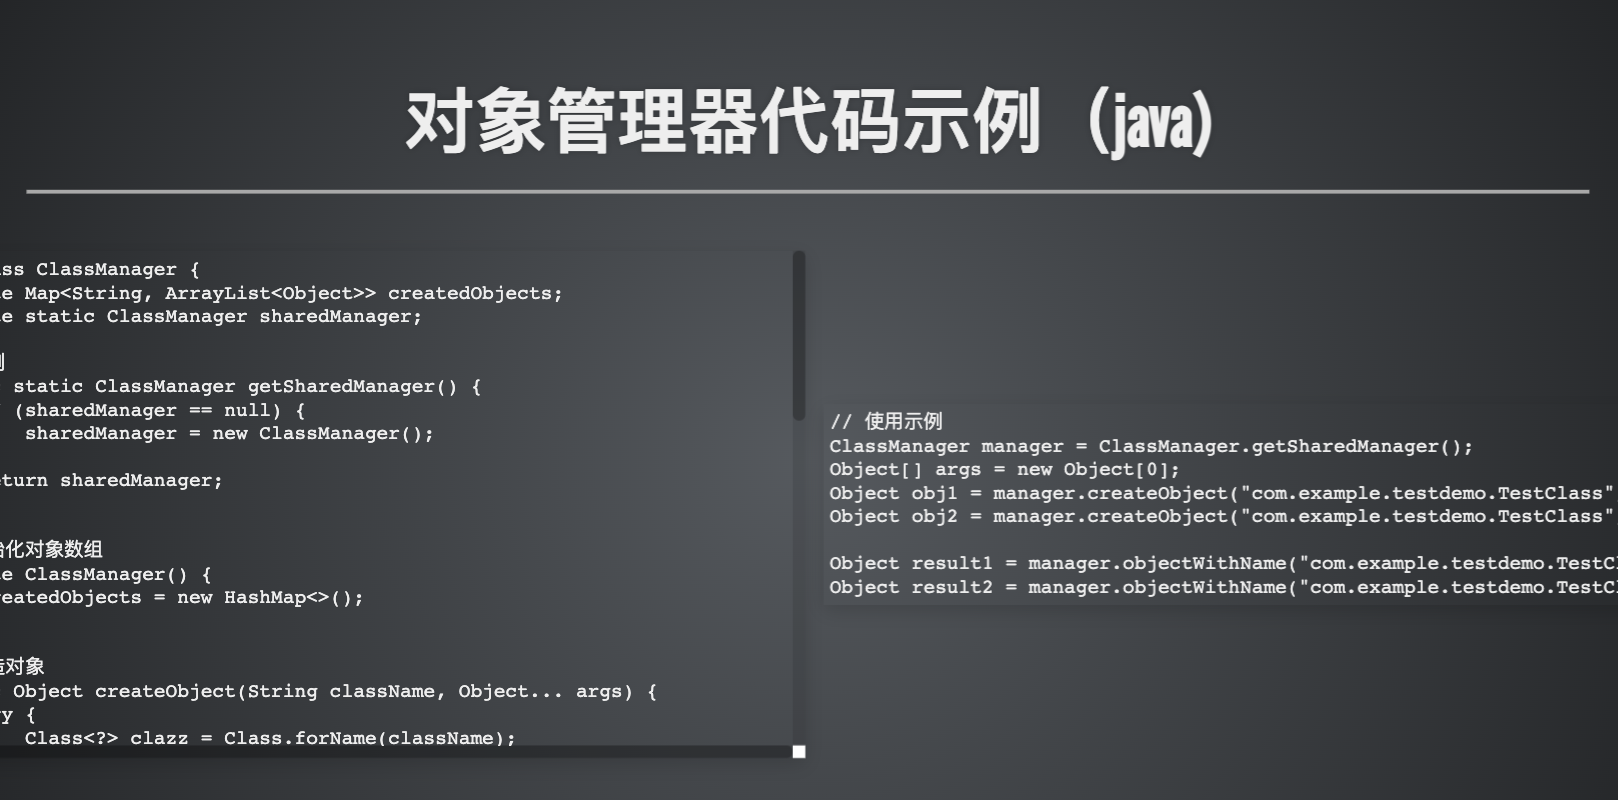 对象管理器代码示例（java)
ss ClassManager {
e Map<String, ArrayList<Object>> createdObjects;
e static ClassManager sharedManager;
static ClassManager getSharedManager() {
(sharedManager == null) {
sharedManager = new ClassManager();
turn sharedManager;
化对象数组
e ClassManager() {
eatedObjects = new HashMap<>();
对象
Object createObject(String className, Object... args) {
y {
Class<?> clazz = Class.forName(className);
// 使用示例
ClassManager manager = ClassManager.getSharedManager();
Object[] args = new Object[0];
Object obj1 = manager.createObject("com.example.testdemo.TestClass"
Object obj2 = manager.createObject("com.example.testdemo.TestClass"
Object result1 = manager.objectWithName("com.example.testdemo.TestCl
Object result2 = manager.objectWithName("com.example.testdemo.TestCl